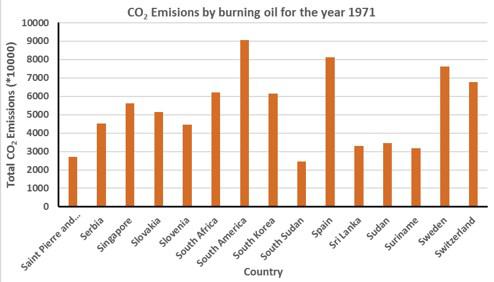 CO₂ Emisions by burning oil for the year 1971
Total CO₂ Emissions (*10000)
10000
9000
8000
7000
6000
5000
4000
3000
2000
1000
0
Saint Pierre and...
Serbia
Singapore
Slovakia
Slovenia
South Africa
South America
South Korea
South Sudan
Spain
Sri Lanka
Sudan
Suriname
Sweden
Switzerland
Country